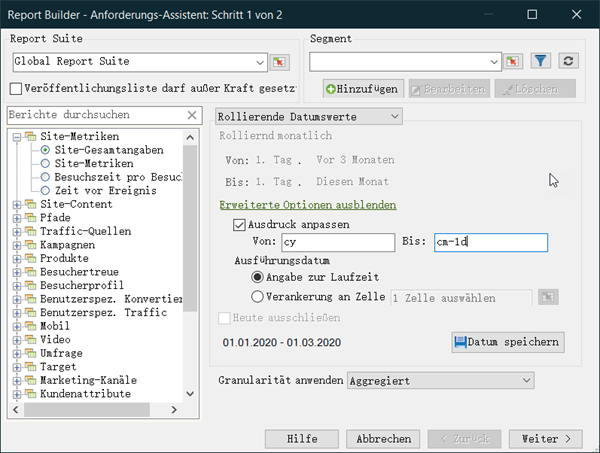 Report Builder - Anforderungs-Assistent: Schritt 1 von 2
Report Suite
Segment
Global Report Suite
Veröffentlichungsliste darf außer Kraft gesetz
Hinzufügen
Bearbeiten
Löschen
Berichte durchsuchen
Rollierende Datumswerte
Site-Metriken
Site-Gesamtangaben
Site-Metriken
Besuchszeit pro Besuc
Zeit vor Ereignis
Site-Content
Pfade
Traffic-Quellen
Kampagnen
Produkte
Besuchertreue
Besucherprofil
Benutzerspez. Konvertier
Benutzerspez. Traffic
Mobil
Video
Umfrage
Target
Marketing-Kanäle
Kundenattribute
Rolliernd monatlich
Von: 1. Tag . Vor 3 Monaten
Bis: 1. Tag . Diesen Monat
Erweiterte Optionen ausblenden
Ausdruck anpassen
Von: cy Bis: cm-1d
Ausführungsdatum
Angabe zur Laufzeit
Verankerung an Zelle 1 Zelle auswählen
Heute ausschließen
01.01.2020 - 01.03.2020
Datum speichern
Granularität anwenden Aggregiert
Hilfe
Abbrechen
< Zurück
Weiter >